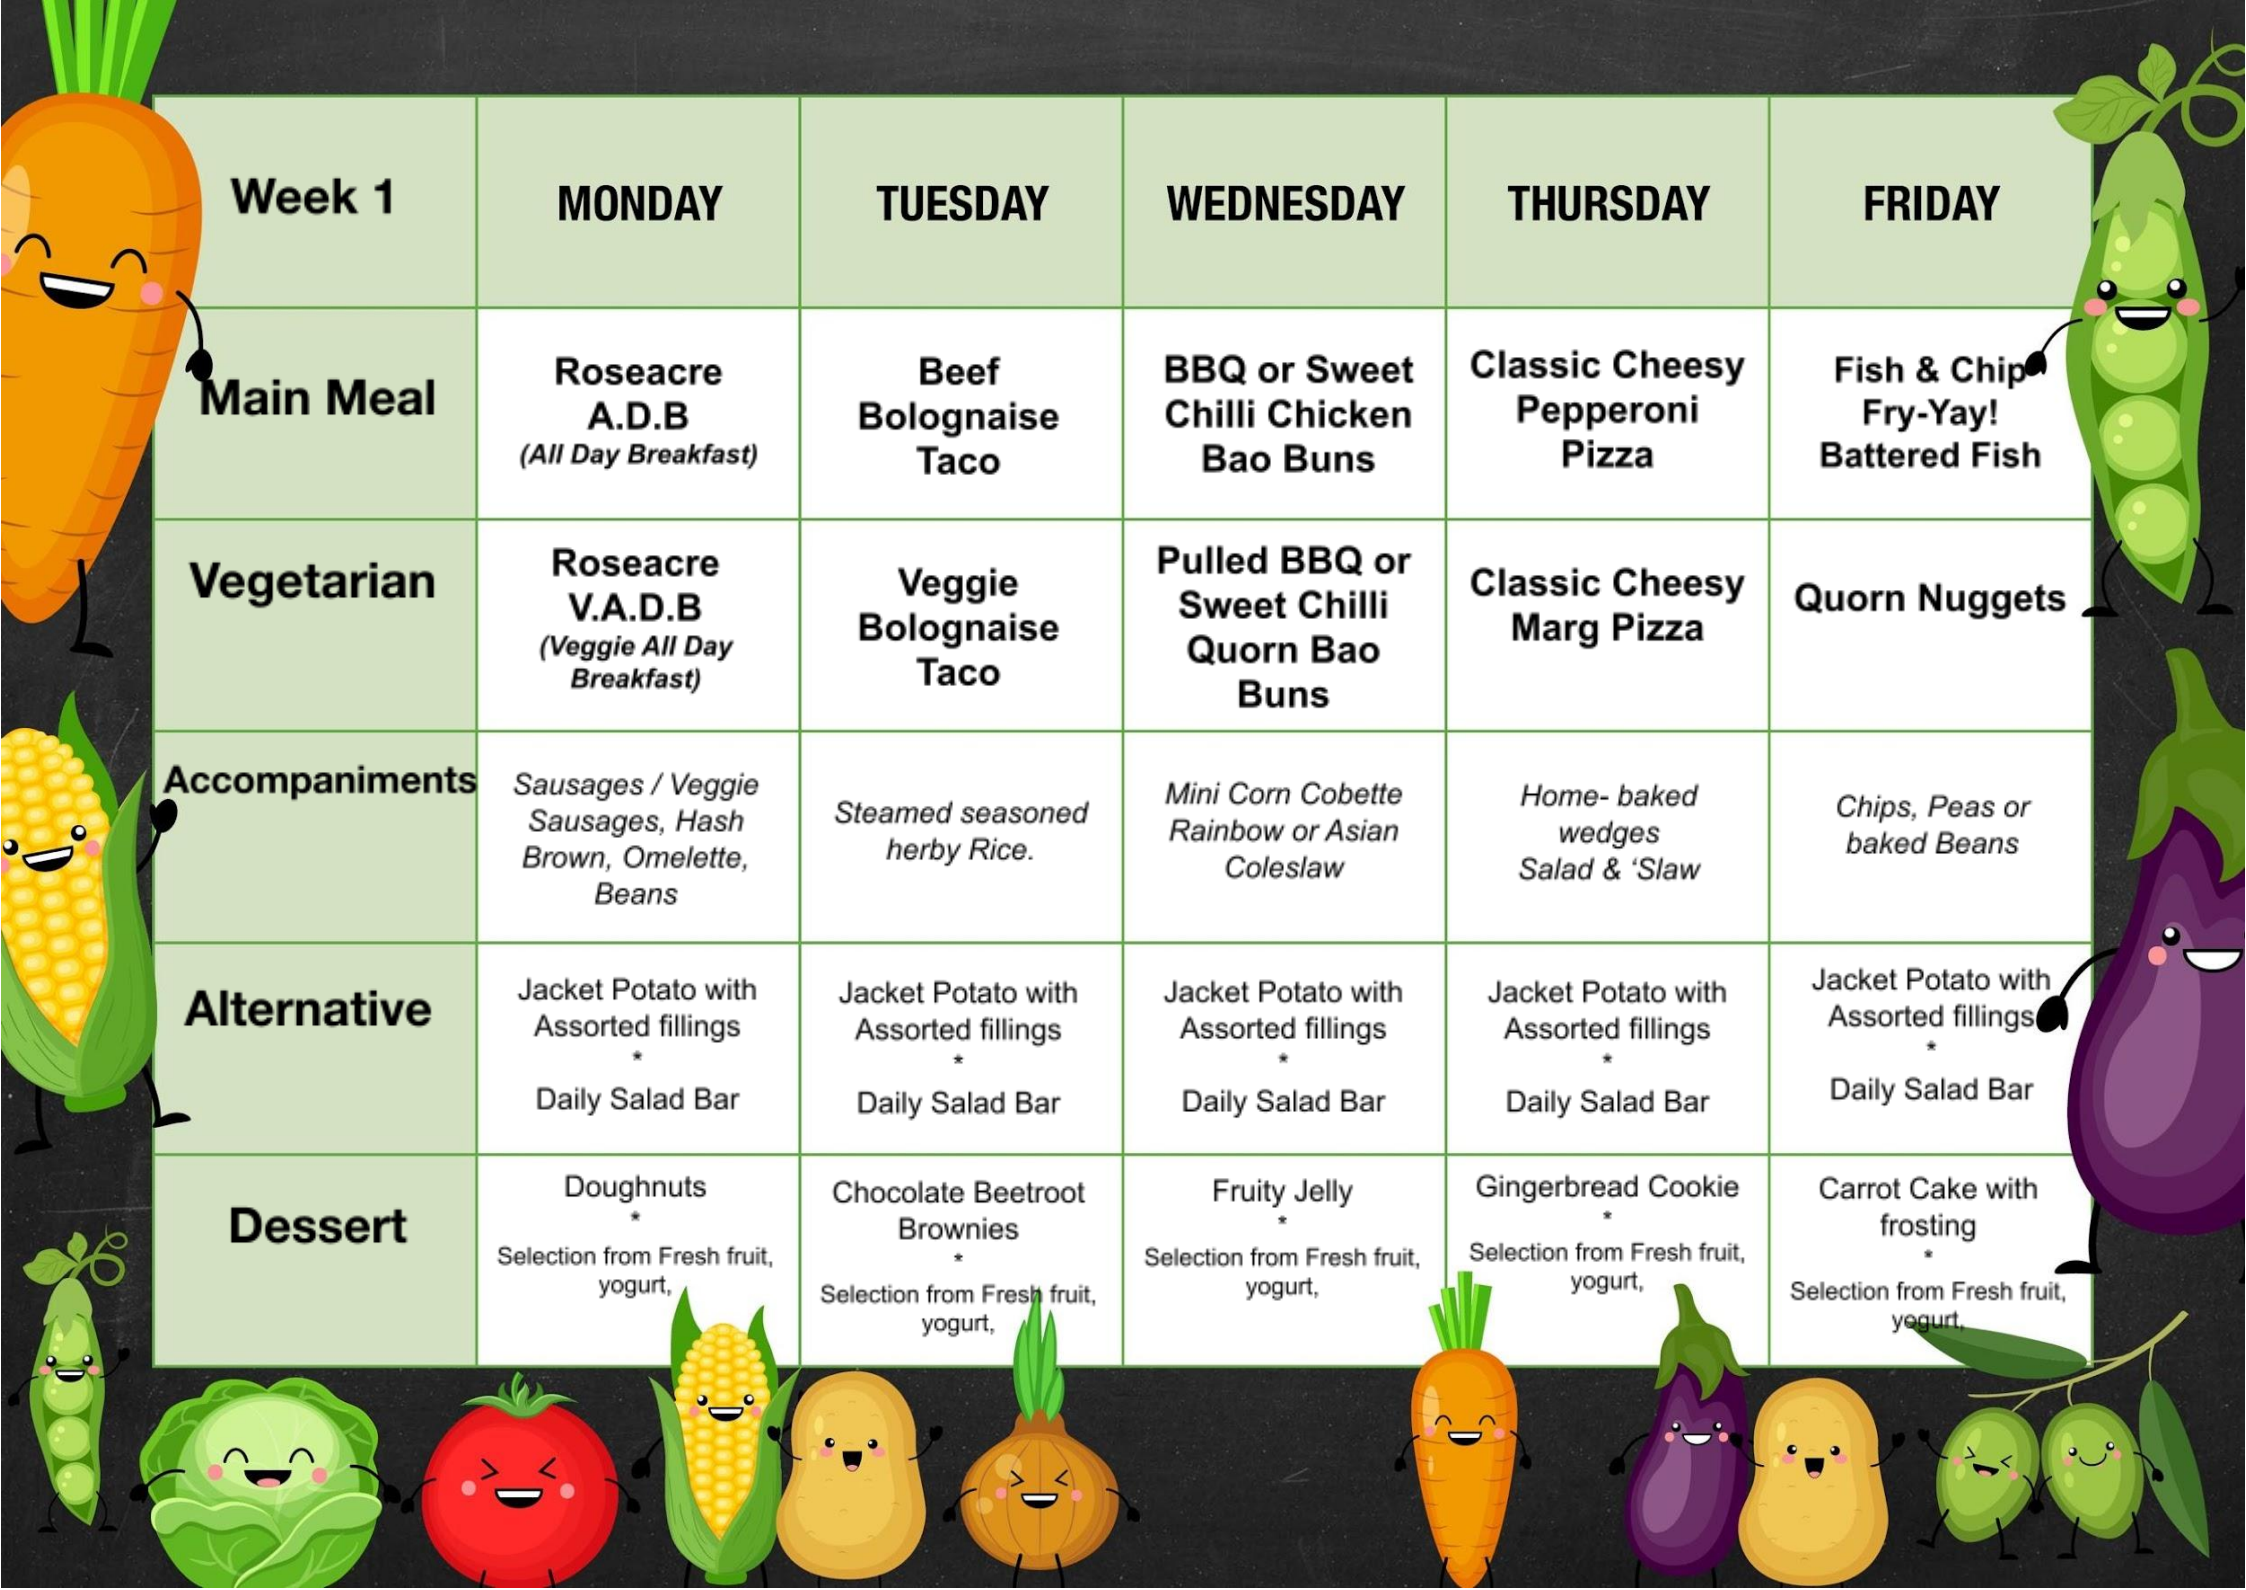 Week 1
MONDAY
TUESDAY
WEDNESDAY
THURSDAY
FRIDAY
Main Meal
Roseacre
A.D.B
(All Day Breakfast)
Beef
Bolognaise
Taco
BBQ or Sweet
Chilli Chicken
Bao Buns
Classic Cheesy
Pepperoni
Pizza
Fish & Chip
Fry-Yay!
Battered Fish
Vegetarian
Roseacre
V.A.D.B
(Veggie All Day
Breakfast)
Veggie
Bolognaise
Taco
Pulled BBQ or
Sweet Chilli
Quorn Bao
Buns
Classic Cheesy
Marg Pizza
Quorn Nuggets
Accompaniments
Sausages / Veggie
Sausages, Hash
Brown, Omelette,
Beans
Steamed seasoned
herby Rice.
Mini Corn Cobette
Rainbow or Asian
Coleslaw
Home- baked
wedges
Salad & ‘Slaw
Chips, Peas or
baked Beans
Alternative
Jacket Potato with
Assorted fillings
*
Daily Salad Bar
Jacket Potato with
Assorted fillings
*
Daily Salad Bar
Jacket Potato with
Assorted fillings
*
Daily Salad Bar
Jacket Potato with
Assorted fillings
*
Daily Salad Bar
Jacket Potato with
Assorted fillings
*
Daily Salad Bar
Dessert
Doughnuts
*
Selection from Fresh fruit,
yogurt,
Chocolate Beetroot
Brownies
*
Selection from Fresh fruit,
yogurt,
Fruity Jelly
*
Selection from Fresh fruit,
yogurt,
Gingerbread Cookie
*
Selection from Fresh fruit,
yogurt,
Carrot Cake with
frosting
*
Selection from Fresh fruit,
yogurt,